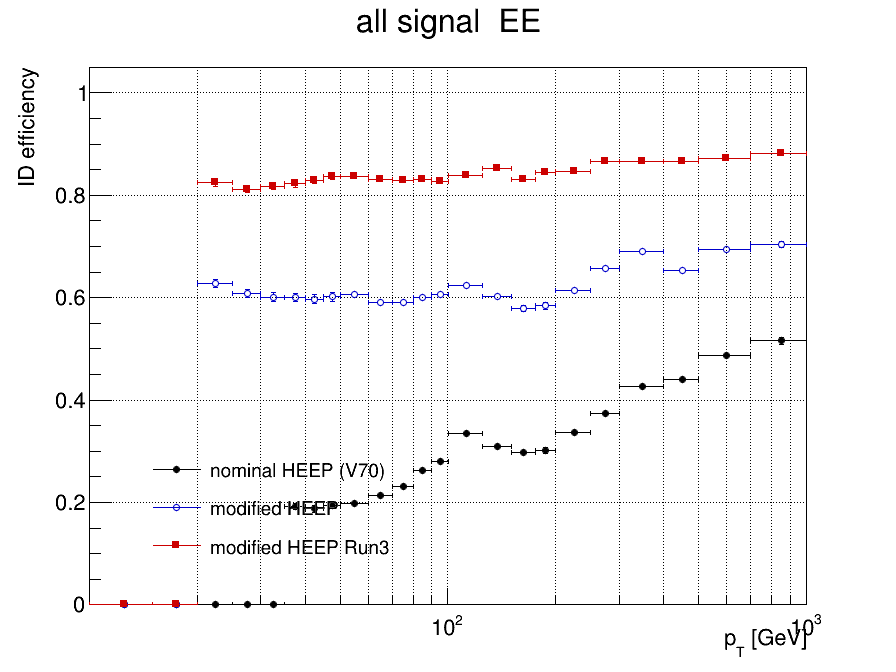 all signal EE
ID efficiency
1
0.8
0.6
0.4
0.2
0
nominal HEEP (V70)
modified HEEP
modified HEEP Run3
10²
10³
p_T [GeV]